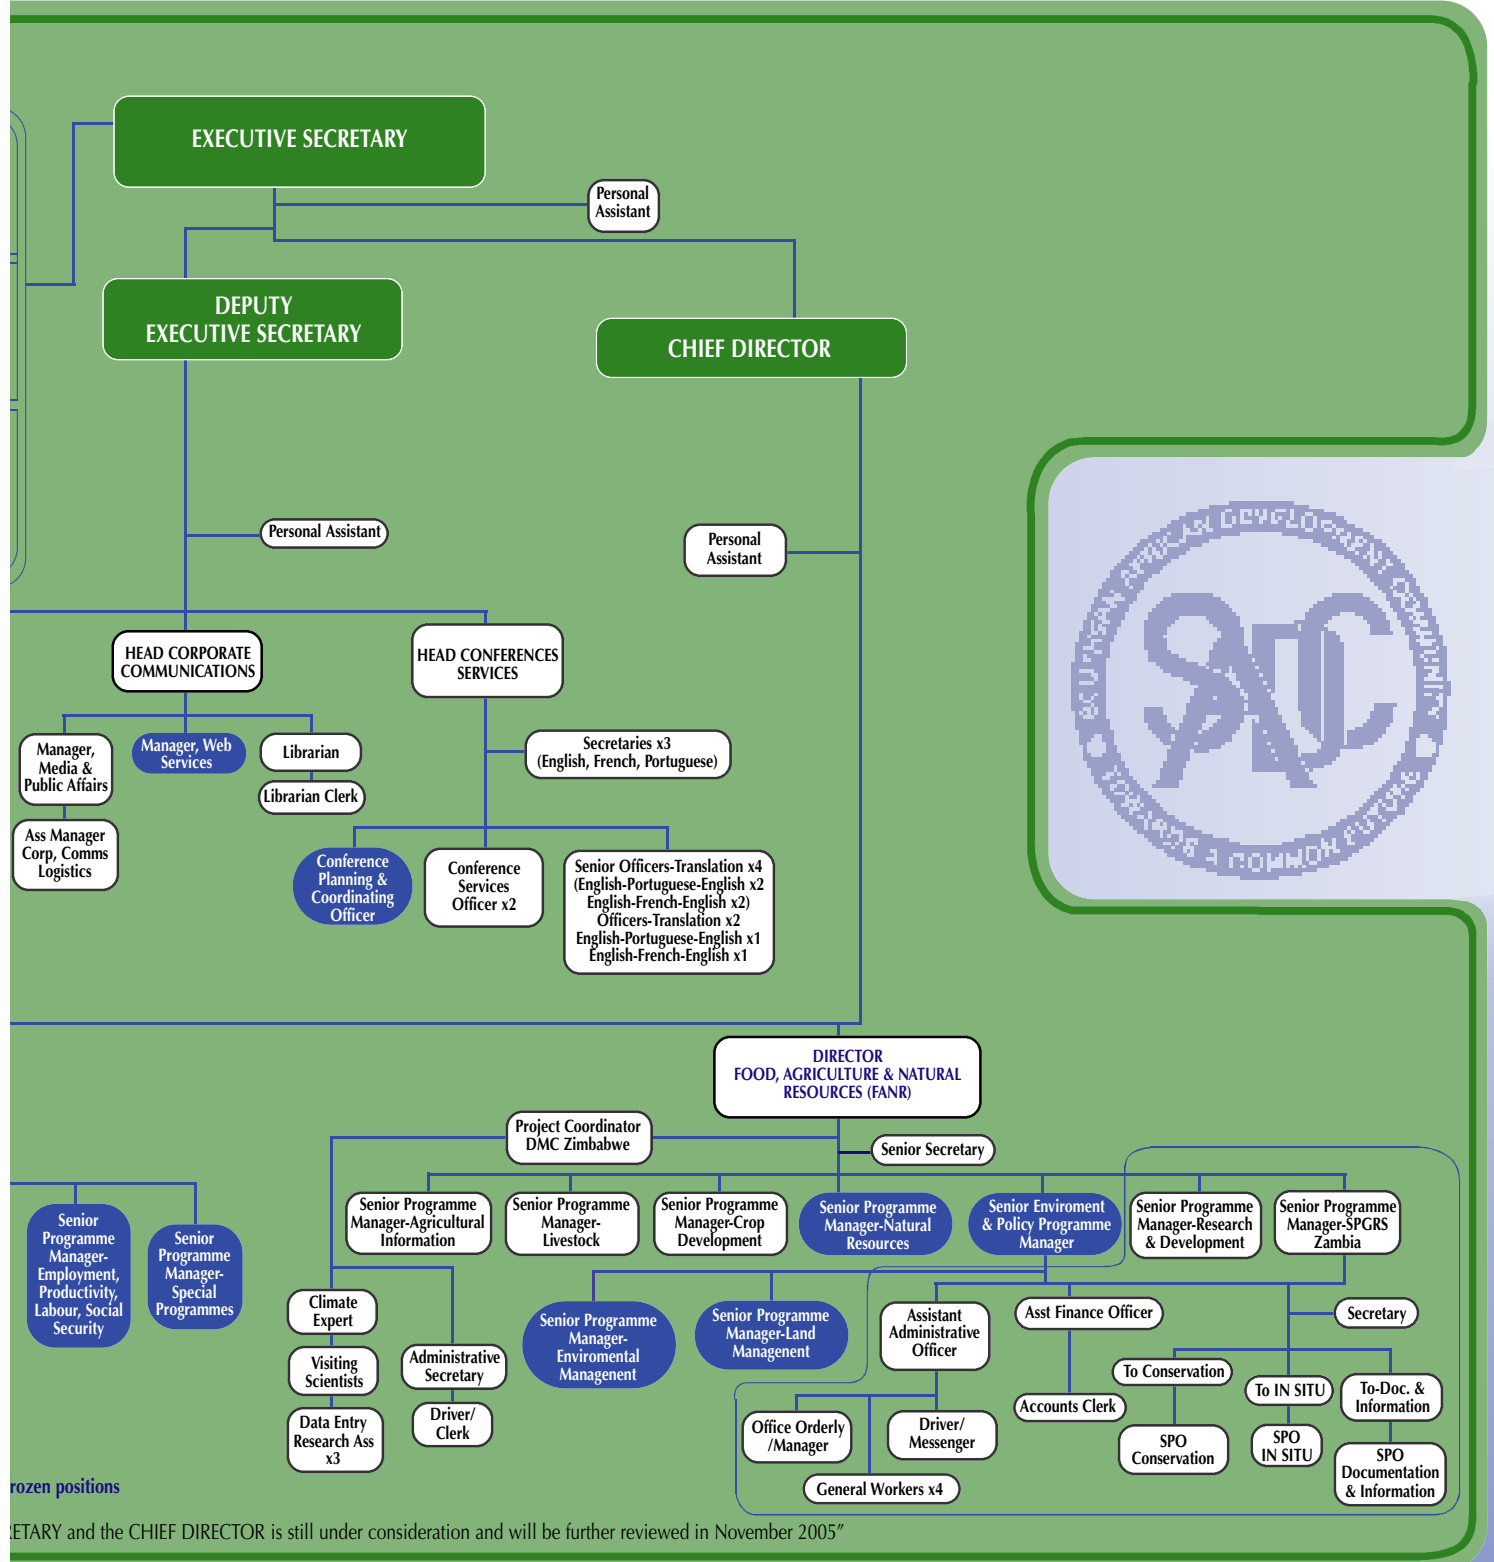 EXECUTIVE SECRETARY
Personal
Assistant
DEPUTY
EXECUTIVE SECRETARY
CHIEF DIRECTOR
Personal Assistant
Personal
Assistant
HEAD CORPORATE
COMMUNICATIONS
HEAD CONFERENCES
SERVICES
Manager,
Media &
Public Affairs
Manager, Web
Services
Librarian
Librarian Clerk
Secretaries x3
(English, French, Portuguese)
Ass Manager
Corp, Comms
Logistics
Conference
Planning &
Coordinating
Officer
Conference
Services
Officer x2
Senior Officers-Translation x4
(English-Portuguese-English x2
English-French-English x2)
Officers-Translation x2
English-Portuguese-English x1
English-French-English x1
SADC
DIRECTOR
FOOD, AGRICULTURE & NATURAL
RESOURCES (FANR)
Project Coordinator
DMC Zimbabwe
Senior Secretary
Senior
Programme
Manager-
Employment,
Productivity,
Labour, Social
Security
Senior
Programme
Manager-
Special
Programmes
Senior Programme
Manager-Agricultural
Information
Senior Programme
Manager-
Livestock
Senior Programme
Manager-Crop
Development
Senior Programme
Manager-Natural
Resources
Senior Enviroment
& Policy Programme
Manager
Senior Programme
Manager-Research
& Development
Senior Programme
Manager-SPGRS
Zambia
Climate
Expert
Visiting
Scientists
Data Entry
Research Ass
x3
Administrative
Secretary
Driver/
Clerk
Senior Programme
Manager-
Enviromental
Managenent
Senior Programme
Manager-Land
Managenent
Assistant
Administrative
Officer
Asst Finance Officer
Secretary
To Conservation
To IN SITU
To-Doc. &
Information
Accounts Clerk
Office Orderly
/Manager
Driver/
Messenger
General Workers x4
SPO
Conservation
SPO
IN SITU
SPO
Documentation
& Information
rozen positions
RETARY and the CHIEF DIRECTOR is still under consideration and will be further reviewed in November 2005”